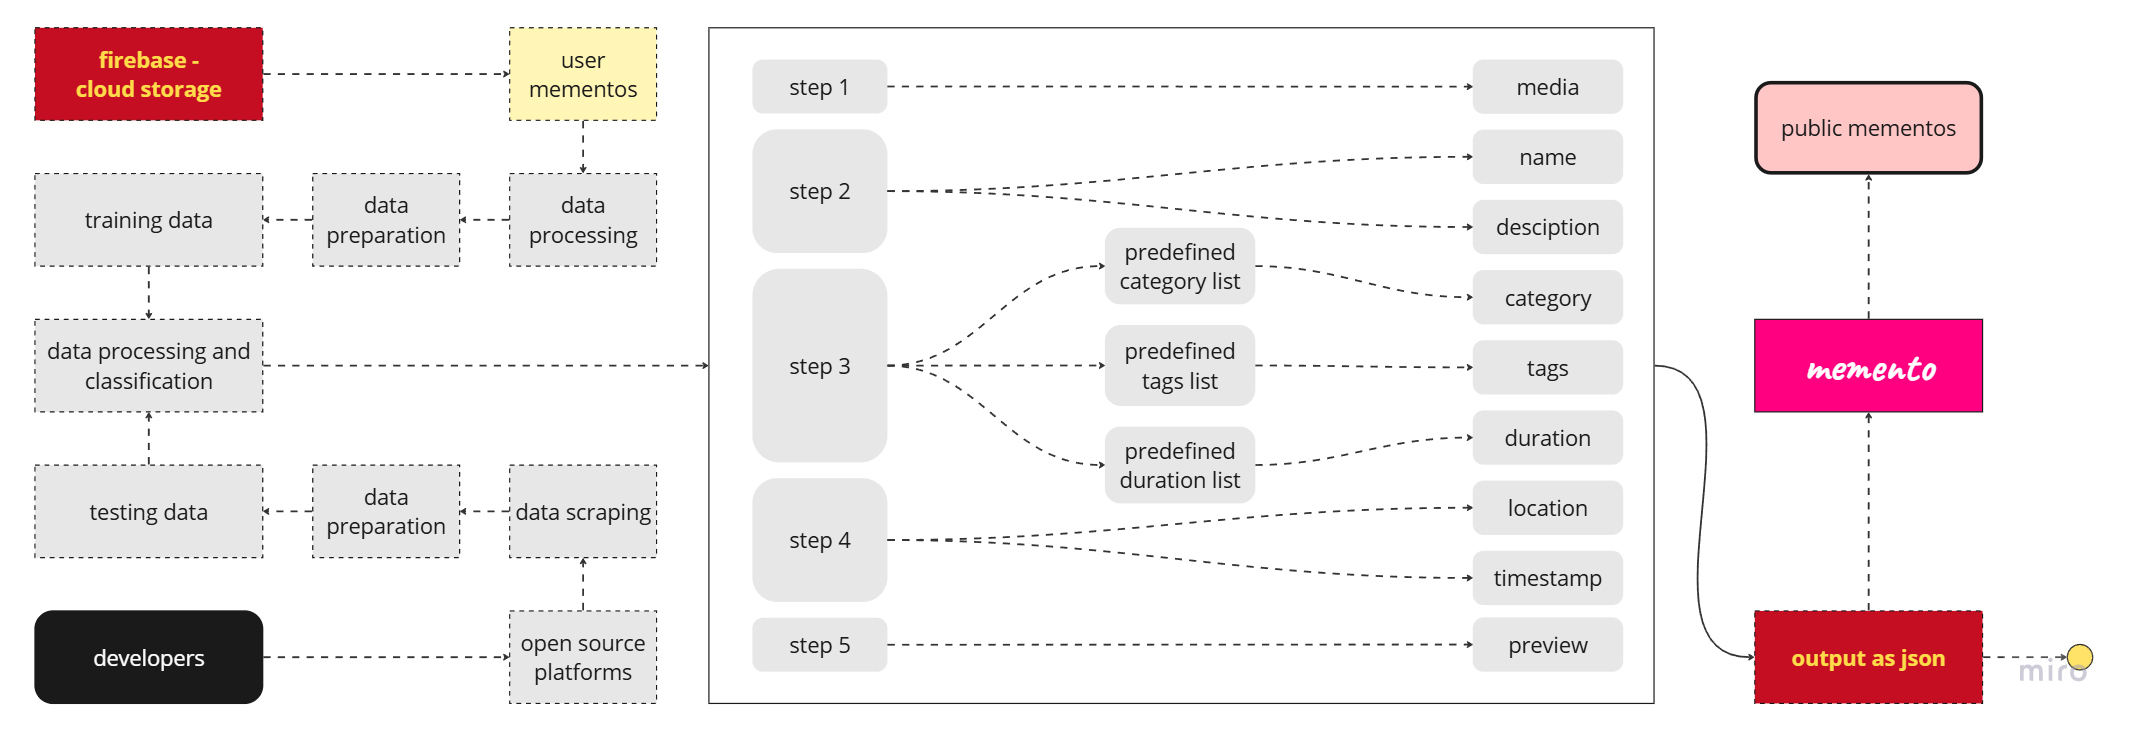 firebase -
cloud storage
user
mementos
training data
data
preparation
data
processing
data processing and
classification
testing data
data
preparation
data scraping
developers
open source
platforms
step 1
media
step 2
name
desciption
step 3
predefined
category list
category
predefined
tags list
tags
predefined
duration list
duration
step 4
location
timestamp
step 5
preview
public mementos
memento
output as json
miro